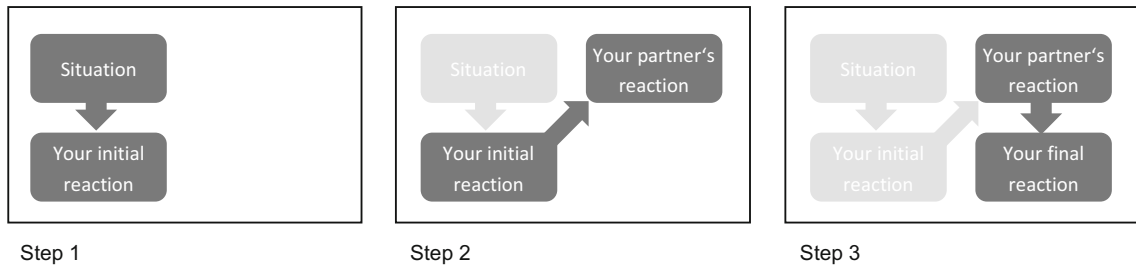 Situation
Your initial
reaction
Step 1
Situation
Your partner‘s
reaction
Your initial
reaction
Step 2
Situation
Your partner‘s
reaction
Your initial
reaction
Your final
reaction
Step 3